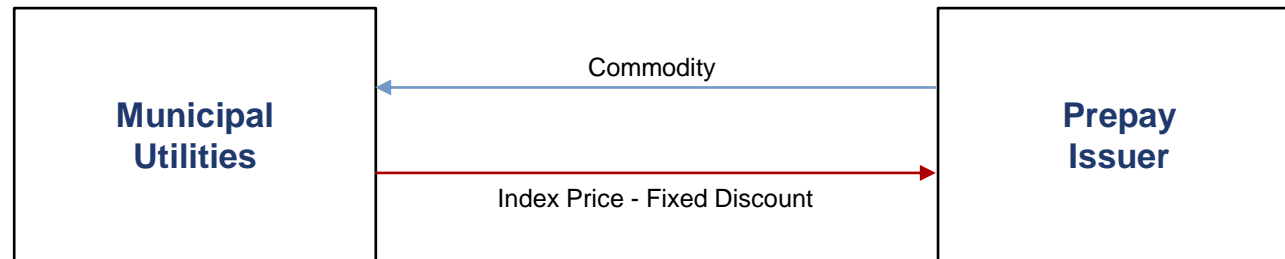 Municipal
Utilities
Commodity
Index Price - Fixed Discount
Prepay
Issuer